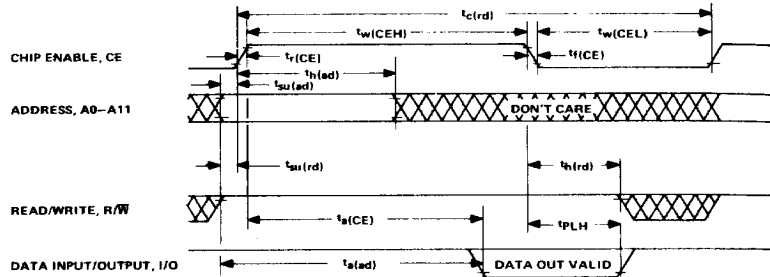 tc(rd)
tw(CEH)
tw(CEL)
CHIP ENABLE, CE
tr(CE)
tf(CE)
th(ad)
tsu(ad)
ADDRESS, A0–A11
DON'T CARE
tsu(rd)
th(rd)
READ/WRITE, R/W̅
ta(CE)
tPLH
DATA INPUT/OUTPUT, I/O
ta(ad)
DATA OUT VALID